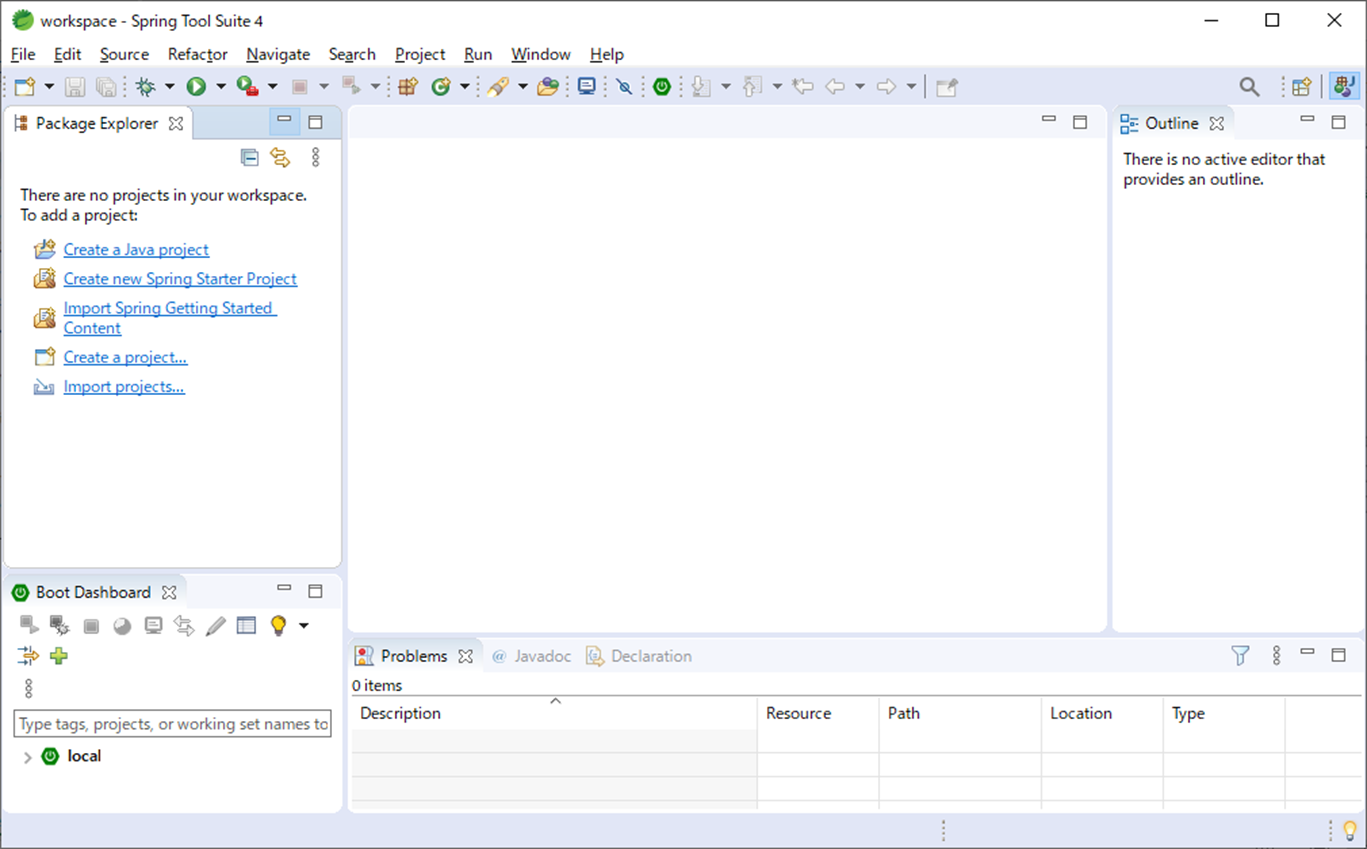 workspace - Spring Tool Suite 4
File Edit Source Refactor Navigate Search Project Run Window Help
Package Explorer
There are no projects in your workspace.
To add a project:
Create a Java project
Create new Spring Starter Project
Import Spring Getting Started
Content
Create a project...
Import projects...
Outline
There is no active editor that
provides an outline.
Boot Dashboard
Type tags, projects, or working set names to
local
Problems @ Javadoc Declaration
0 items
Description Resource Path Location Type